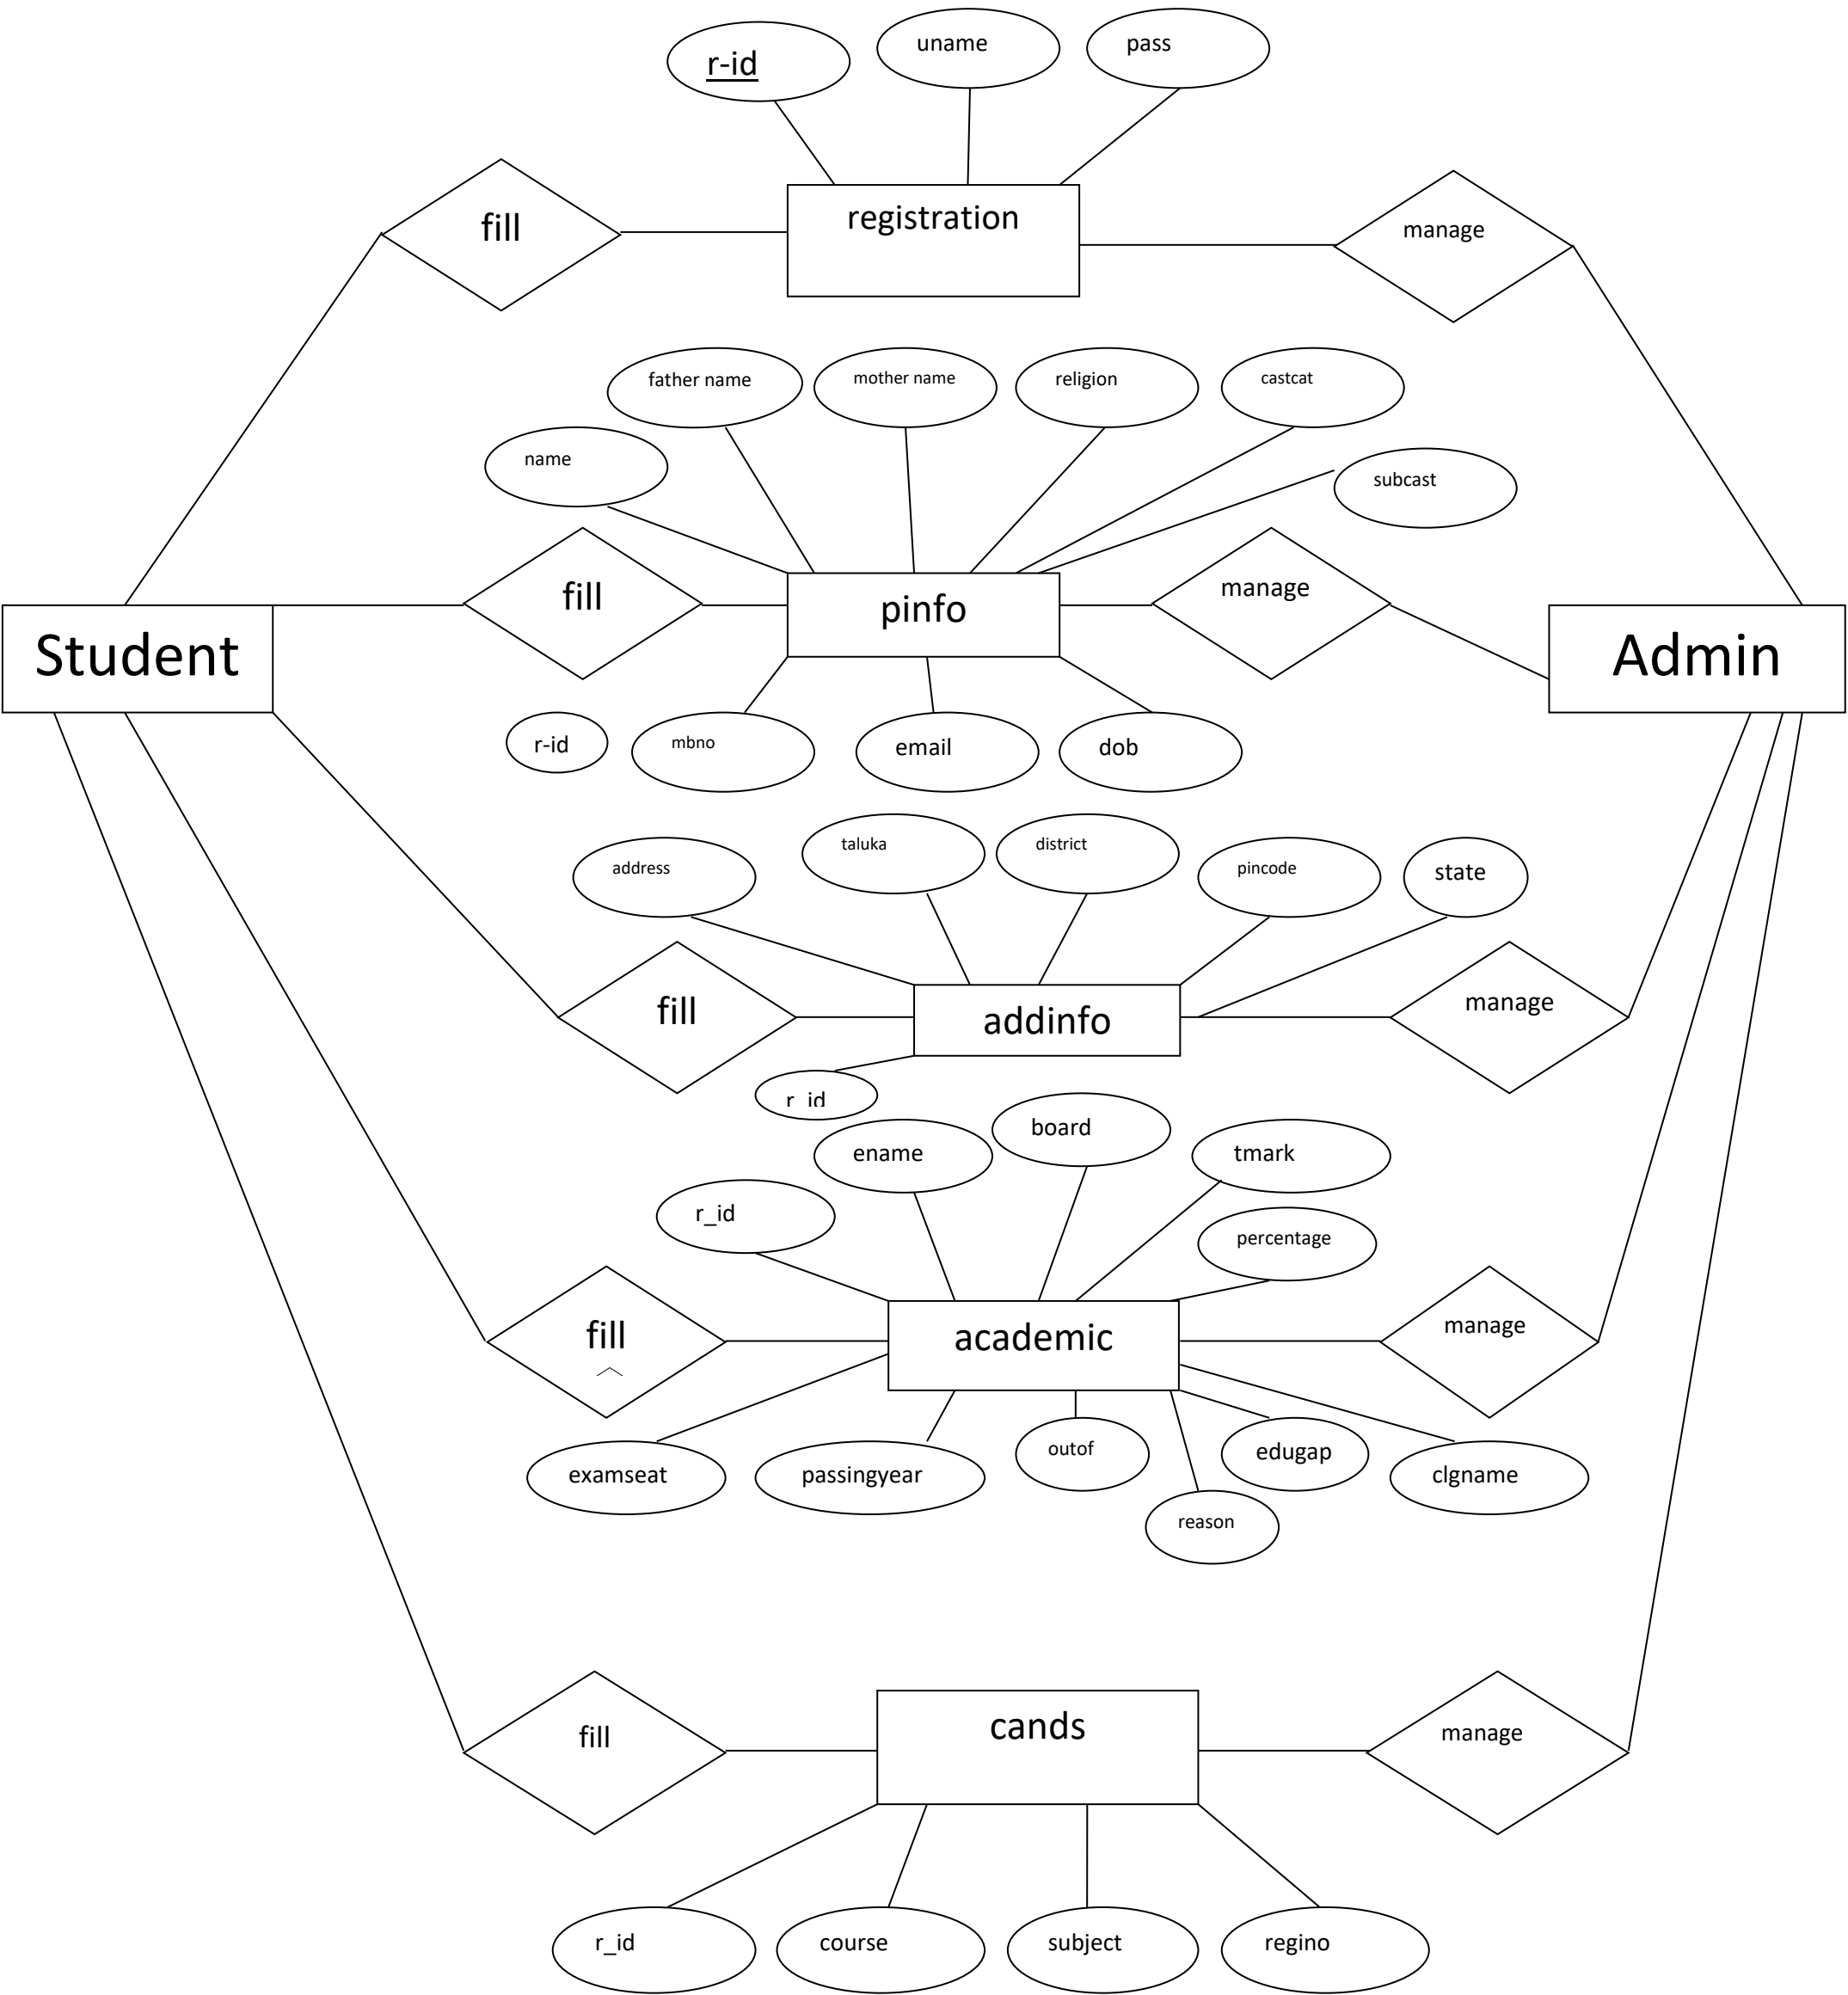 r-id
uname
pass
fill
registration
manage
father name
mother name
religion
castcat
name
subcast
fill
pinfo
manage
Student
Admin
r-id
mbno
email
dob
address
taluka
district
pincode
state
fill
addinfo
manage
r_id
ename
board
tmark
r_id
percentage
fill
academic
manage
examseat
passingyear
outof
edugap
clgname
reason
fill
cands
manage
r_id
course
subject
regino